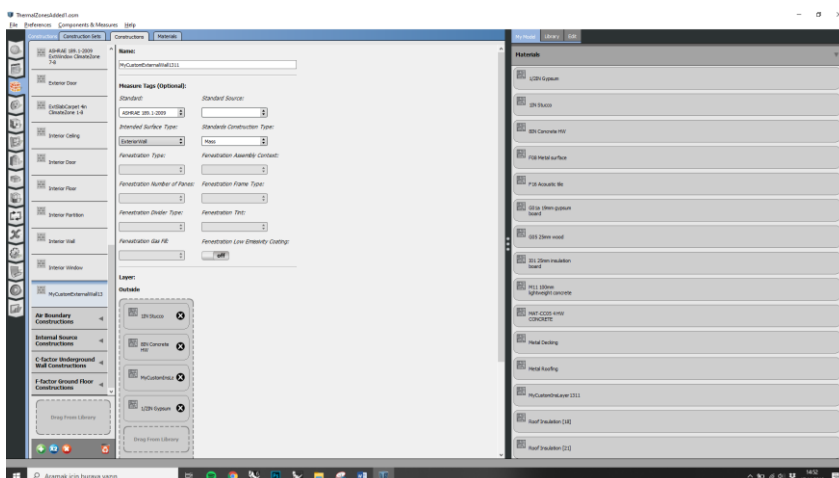 ThermalZonesAdded1.osm
File Preferences Components & Measures Help
Constructions Construction Sets Constructions Materials
My Model Library Edit
ASHRAE 189.1-2009
ExtWindow ClimateZone
7-8
Exterior Door
ExtSlabCarpet 4in
ClimateZone 1-8
Interior Ceiling
Interior Door
Interior Floor
Interior Partition
Interior Wall
Interior Window
MyCustomExternalWall13
Air Boundary
Constructions
Internal Source
Constructions
C-factor Underground
Wall Constructions
F-factor Ground Floor
Constructions
Drag From Library
Name:
MyCustomExternalWall1311
Measure Tags (Optional):
Standard: Standard Source:
ASHRAE 189.1-2009
Intended Surface Type: Standards Construction Type:
ExteriorWall Mass
Fenestration Type: Fenestration Assembly Context:
Fenestration Number of Panes: Fenestration Frame Type:
Fenestration Divider Type: Fenestration Tint:
Fenestration Gas Fill: Fenestration Low-Emissivity Coating:
off
Layer:
Outside
1IN Stucco
8IN Concrete
HW
MyCustomInsLa
1/2IN Gypsum
Drag From Library
Materials
1/2IN Gypsum
1IN Stucco
8IN Concrete HW
F08 Metal surface
F16 Acoustic tile
G01a 19mm gypsum
board
G05 25mm wood
I01 25mm insulation
board
M11 100mm
lightweight concrete
MAT-CC05 4 HW
CONCRETE
Metal Decking
Metal Roofing
MyCustomInsLayer1311
Roof Insulation [18]
Roof Insulation [21]
Aramak için buraya yazın
14:52